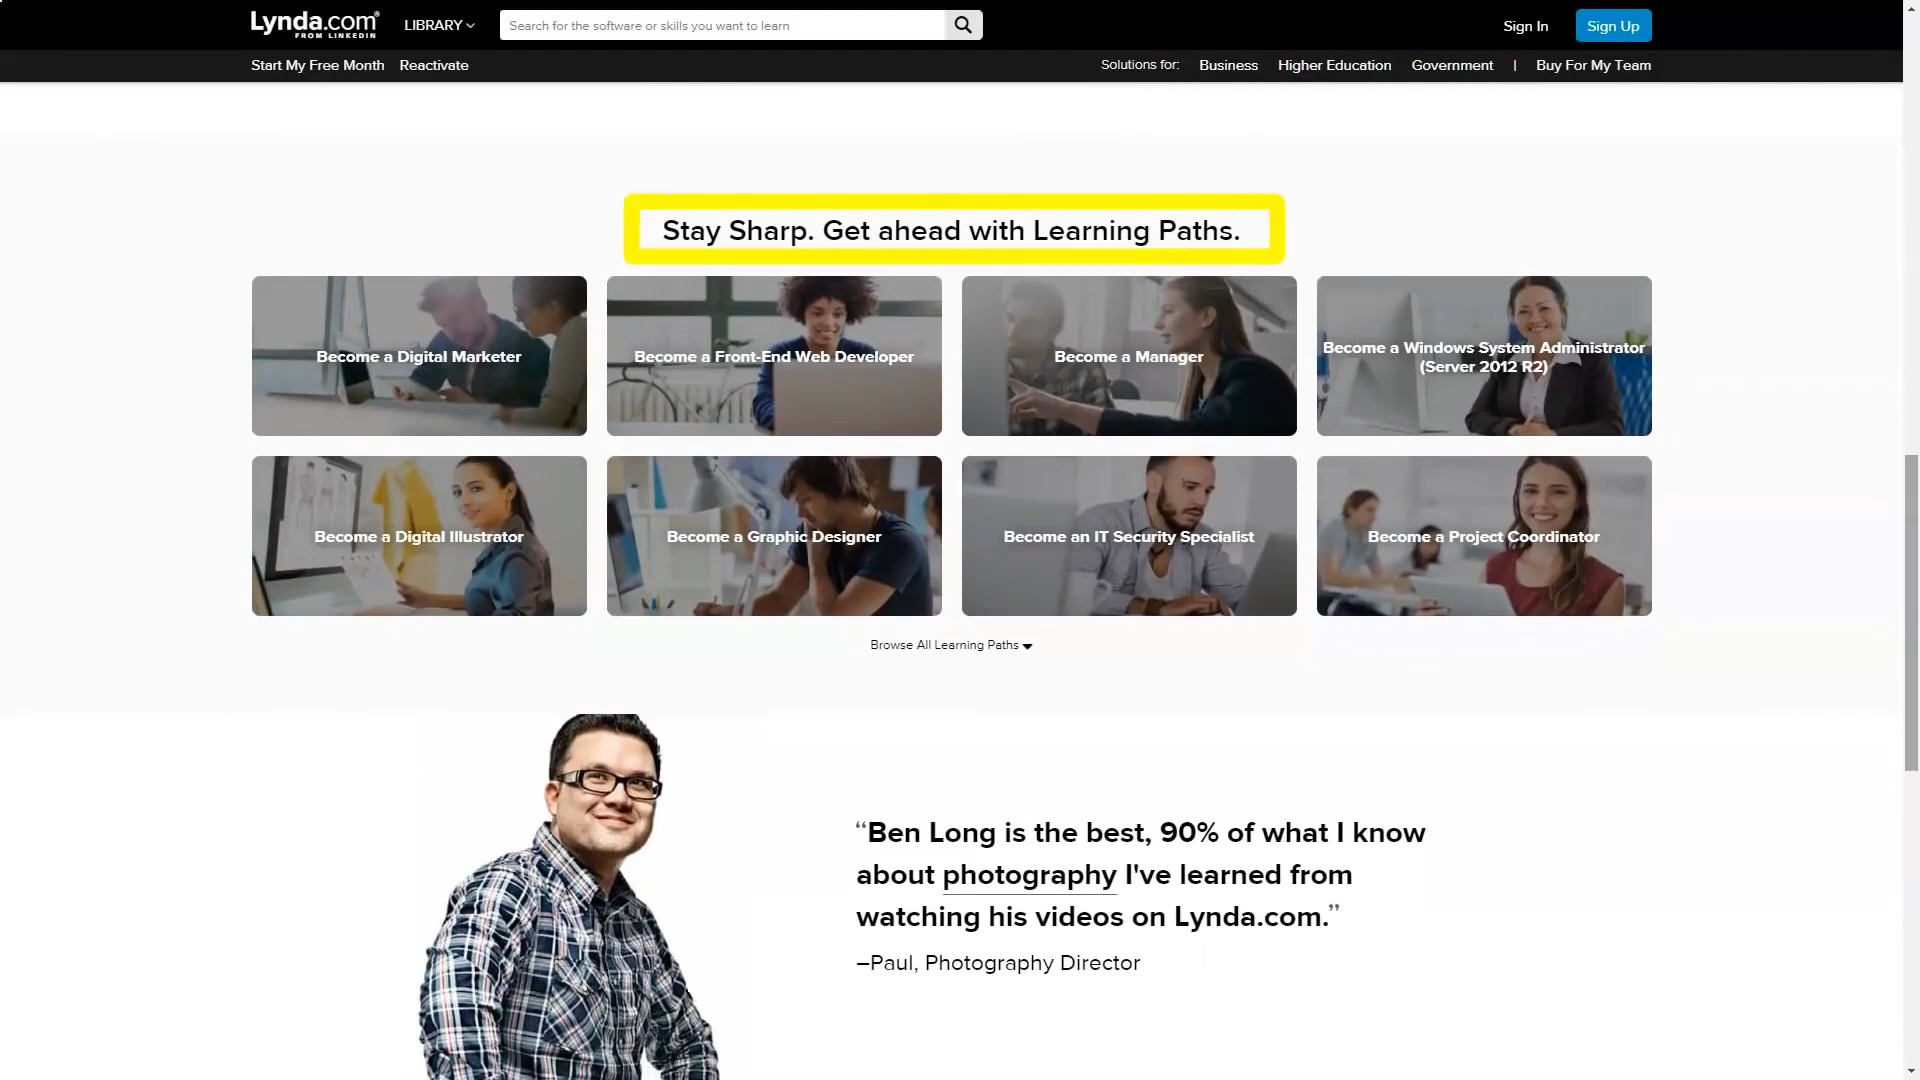 Lynda.com®
FROM LINKEDIN
LIBRARY
Search for the software or skills you want to learn
Sign In
Sign Up
Start My Free Month
Reactivate
Solutions for:
Business
Higher Education
Government
|
Buy For My Team
Stay Sharp. Get ahead with Learning Paths.
Become a Digital Marketer
Become a Front-End Web Developer
Become a Manager
Become a Windows System Administrator
(Server 2012 R2)
Become a Digital Illustrator
Become a Graphic Designer
Become an IT Security Specialist
Become a Project Coordinator
Browse All Learning Paths
“Ben Long is the best, 90% of what I know
about photography I've learned from
watching his videos on Lynda.com.”
–Paul, Photography Director